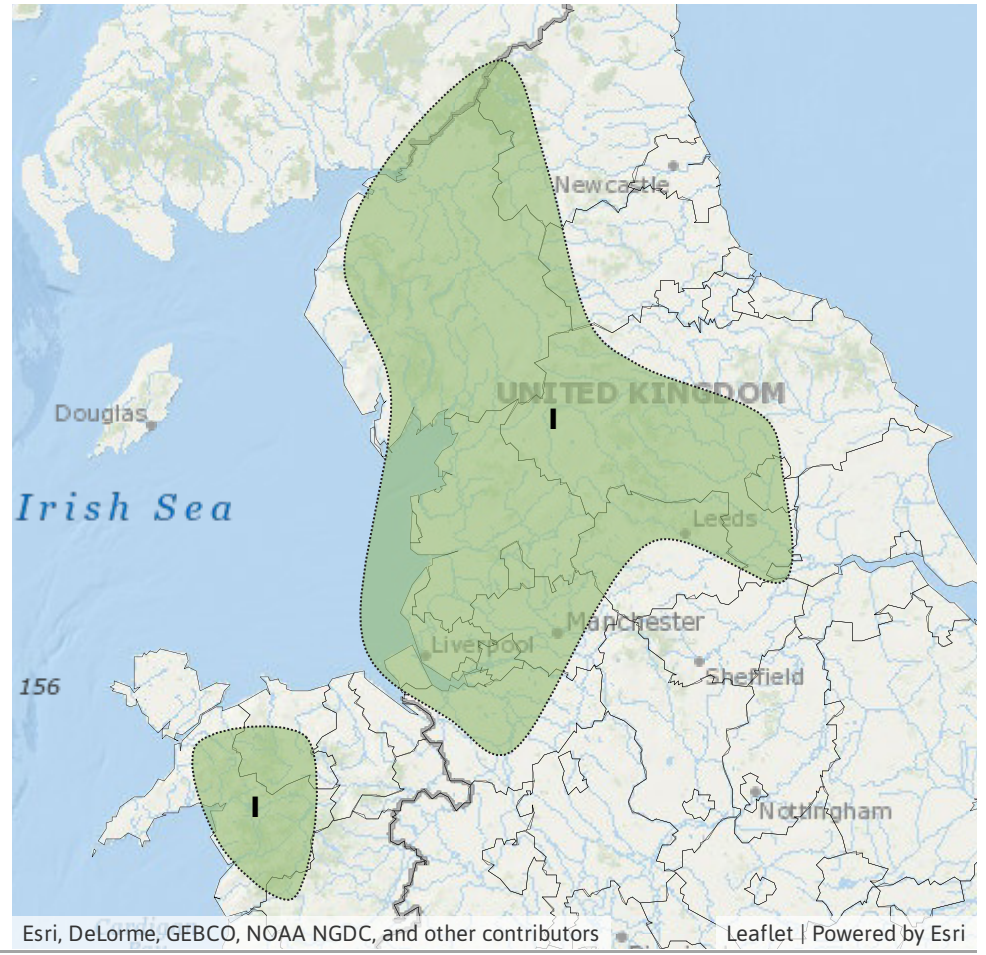 Newcastle
UNITED KINGDOM
I
Douglas
Irish Sea
Leeds
Manchester
Liverpool
Sheffield
156
I
Nottingham
Esri, DeLorme, GEBCO, NOAA NGDC, and other contributors
Leaflet | Powered by Esri